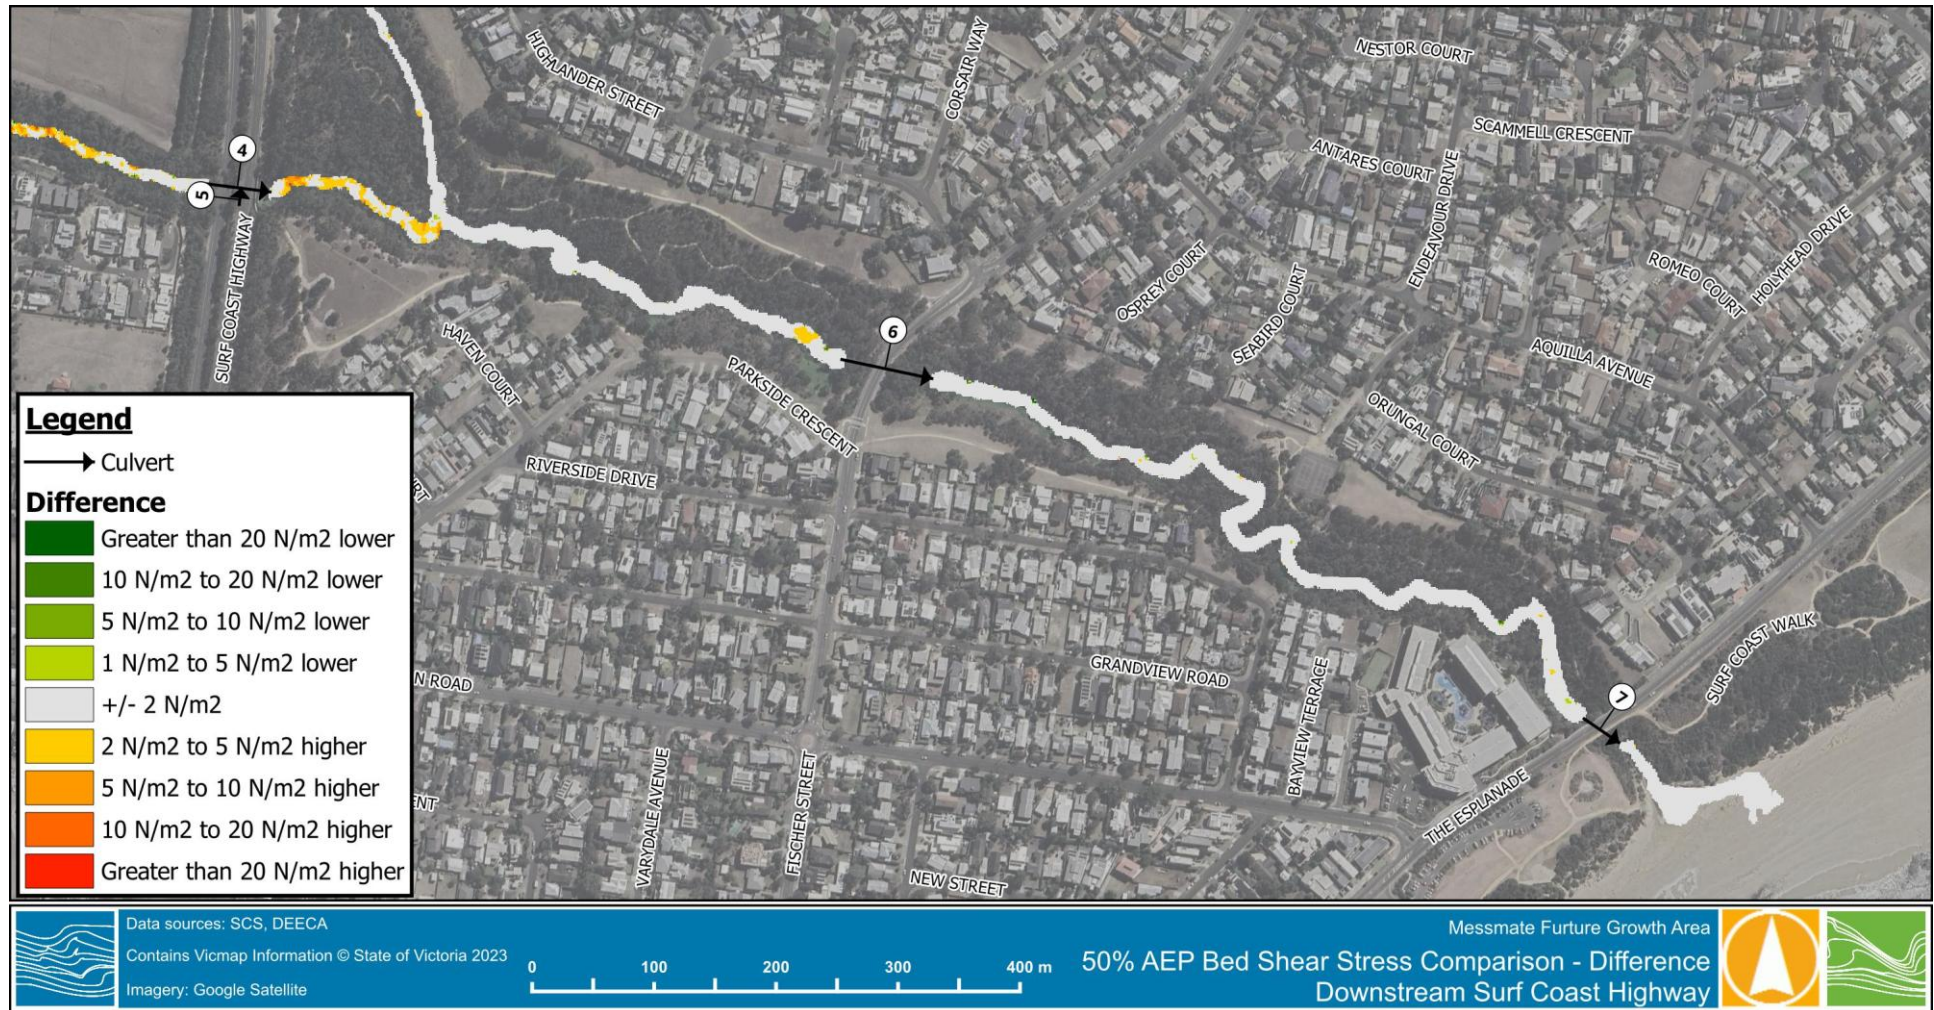 NESTOR COURT
HIGHLANDER STREET
CORSAIR WAY
SCAMMELL CRESCENT
ANTARES COURT
4
5
ENDEAVOUR DRIVE
HOLYHEAD DRIVE
SURF COAST HIGHWAY
ROMEO COURT
OSPREY COURT
SEABIRD COURT
6
HAVEN COURT
AQUILLA AVENUE
PARKSIDE CRESCENT
ORUNGAL COURT
RIVERSIDE DRIVE
URT
SURF COAST WALK
GRANDVIEW ROAD
N ROAD
7
BAYVIEW TERRACE
VARYDALE AVENUE
FISCHER STREET
THE ESPLANADE
ENT
NEW STREET
Legend
Culvert
Difference
Greater than 20 N/m2 lower
10 N/m2 to 20 N/m2 lower
5 N/m2 to 10 N/m2 lower
1 N/m2 to 5 N/m2 lower
+/- 2 N/m2
2 N/m2 to 5 N/m2 higher
5 N/m2 to 10 N/m2 higher
10 N/m2 to 20 N/m2 higher
Greater than 20 N/m2 higher
Data sources: SCS, DEECA
Contains Vicmap Information © State of Victoria 2023
Imagery: Google Satellite
0 100 200 300 400 m
Messmate Furture Growth Area
50% AEP Bed Shear Stress Comparison - Difference
Downstream Surf Coast Highway